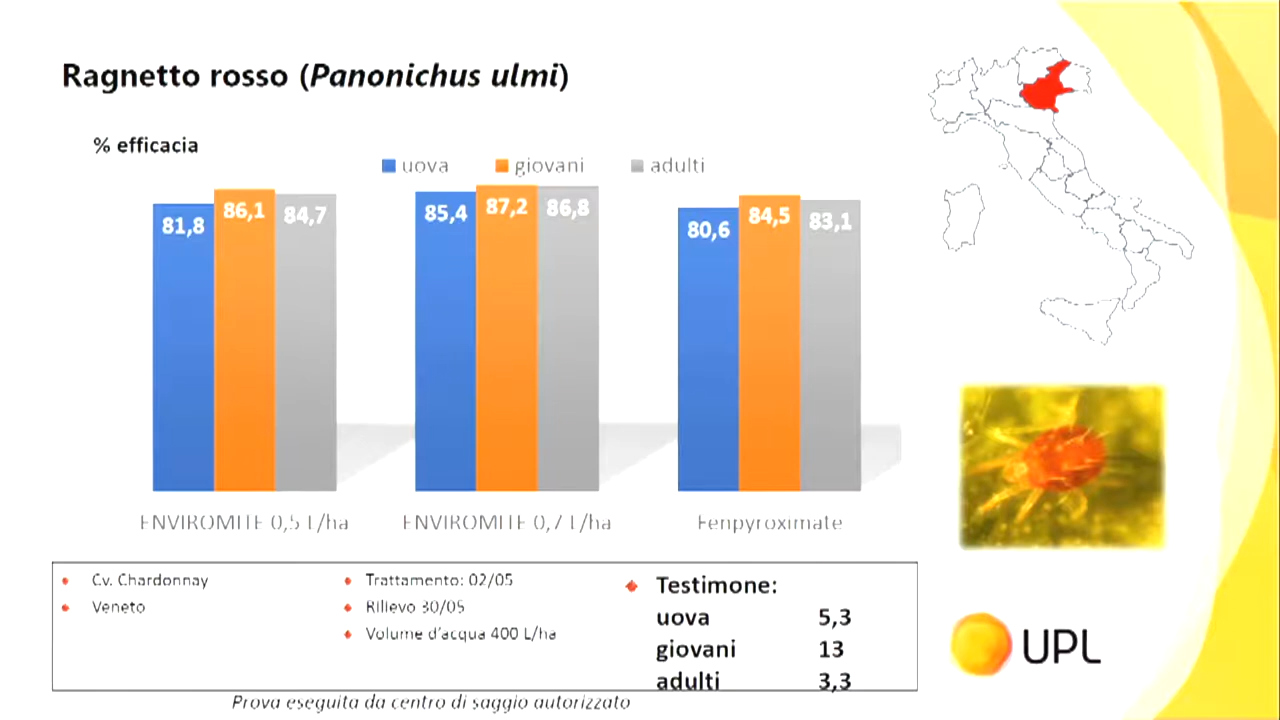 Ragnetto rosso (Panonichus ulmi)
% efficacia
uova giovani adulti
81,8 86,1 84,7 85,4 87,2 86,8 80,6 84,5 83,1
ENVIROMITE 0,5 L/ha ENVIROMITE 0,7 L/ha Fenpyroximate
Cv. Chardonnay
Veneto
Trattamento: 02/05
Rilievo 30/05
Volume d'acqua 400 L/ha
Testimone:
uova 5,3
giovani 13
adulti 3,3
Prova eseguita da centro di saggio autorizzato
UPL